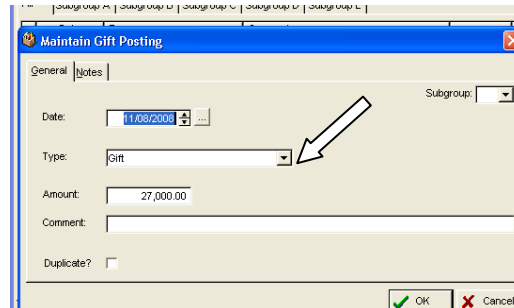 Subgroup A Subgroup B Subgroup C Subgroup D Subgroup E
Maintain Gift Posting
General Notes
Subgroup:
Date: 11/08/2008 ...
Type: Gift
Amount: 27,000.00
Comment:
Duplicate?
OK Cancel